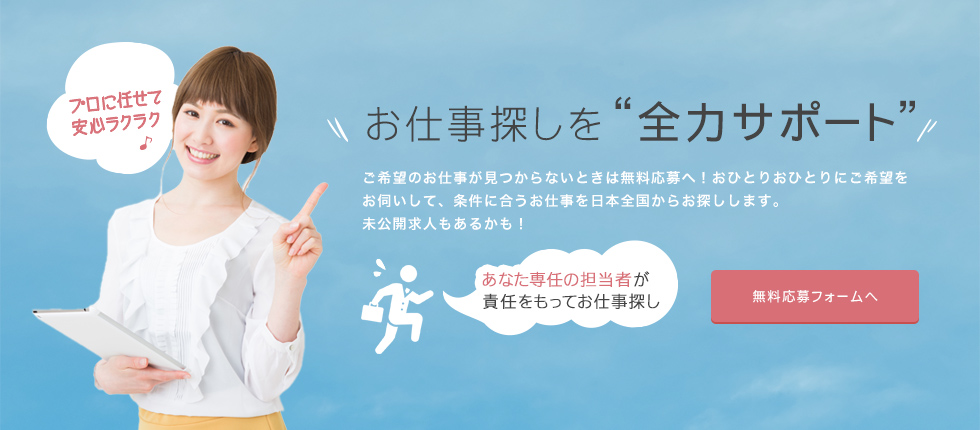 プロに任せて
安心ラクラク♪
お仕事探しを“全力サポート”
ご希望のお仕事が見つからないときは無料応募へ！おひとりおひとりにご希望を
お伺いして、条件に合うお仕事を日本全国からお探しします。
未公開求人もあるかも！
あなた専任の担当者が
責任をもってお仕事探し
無料応募フォームへ